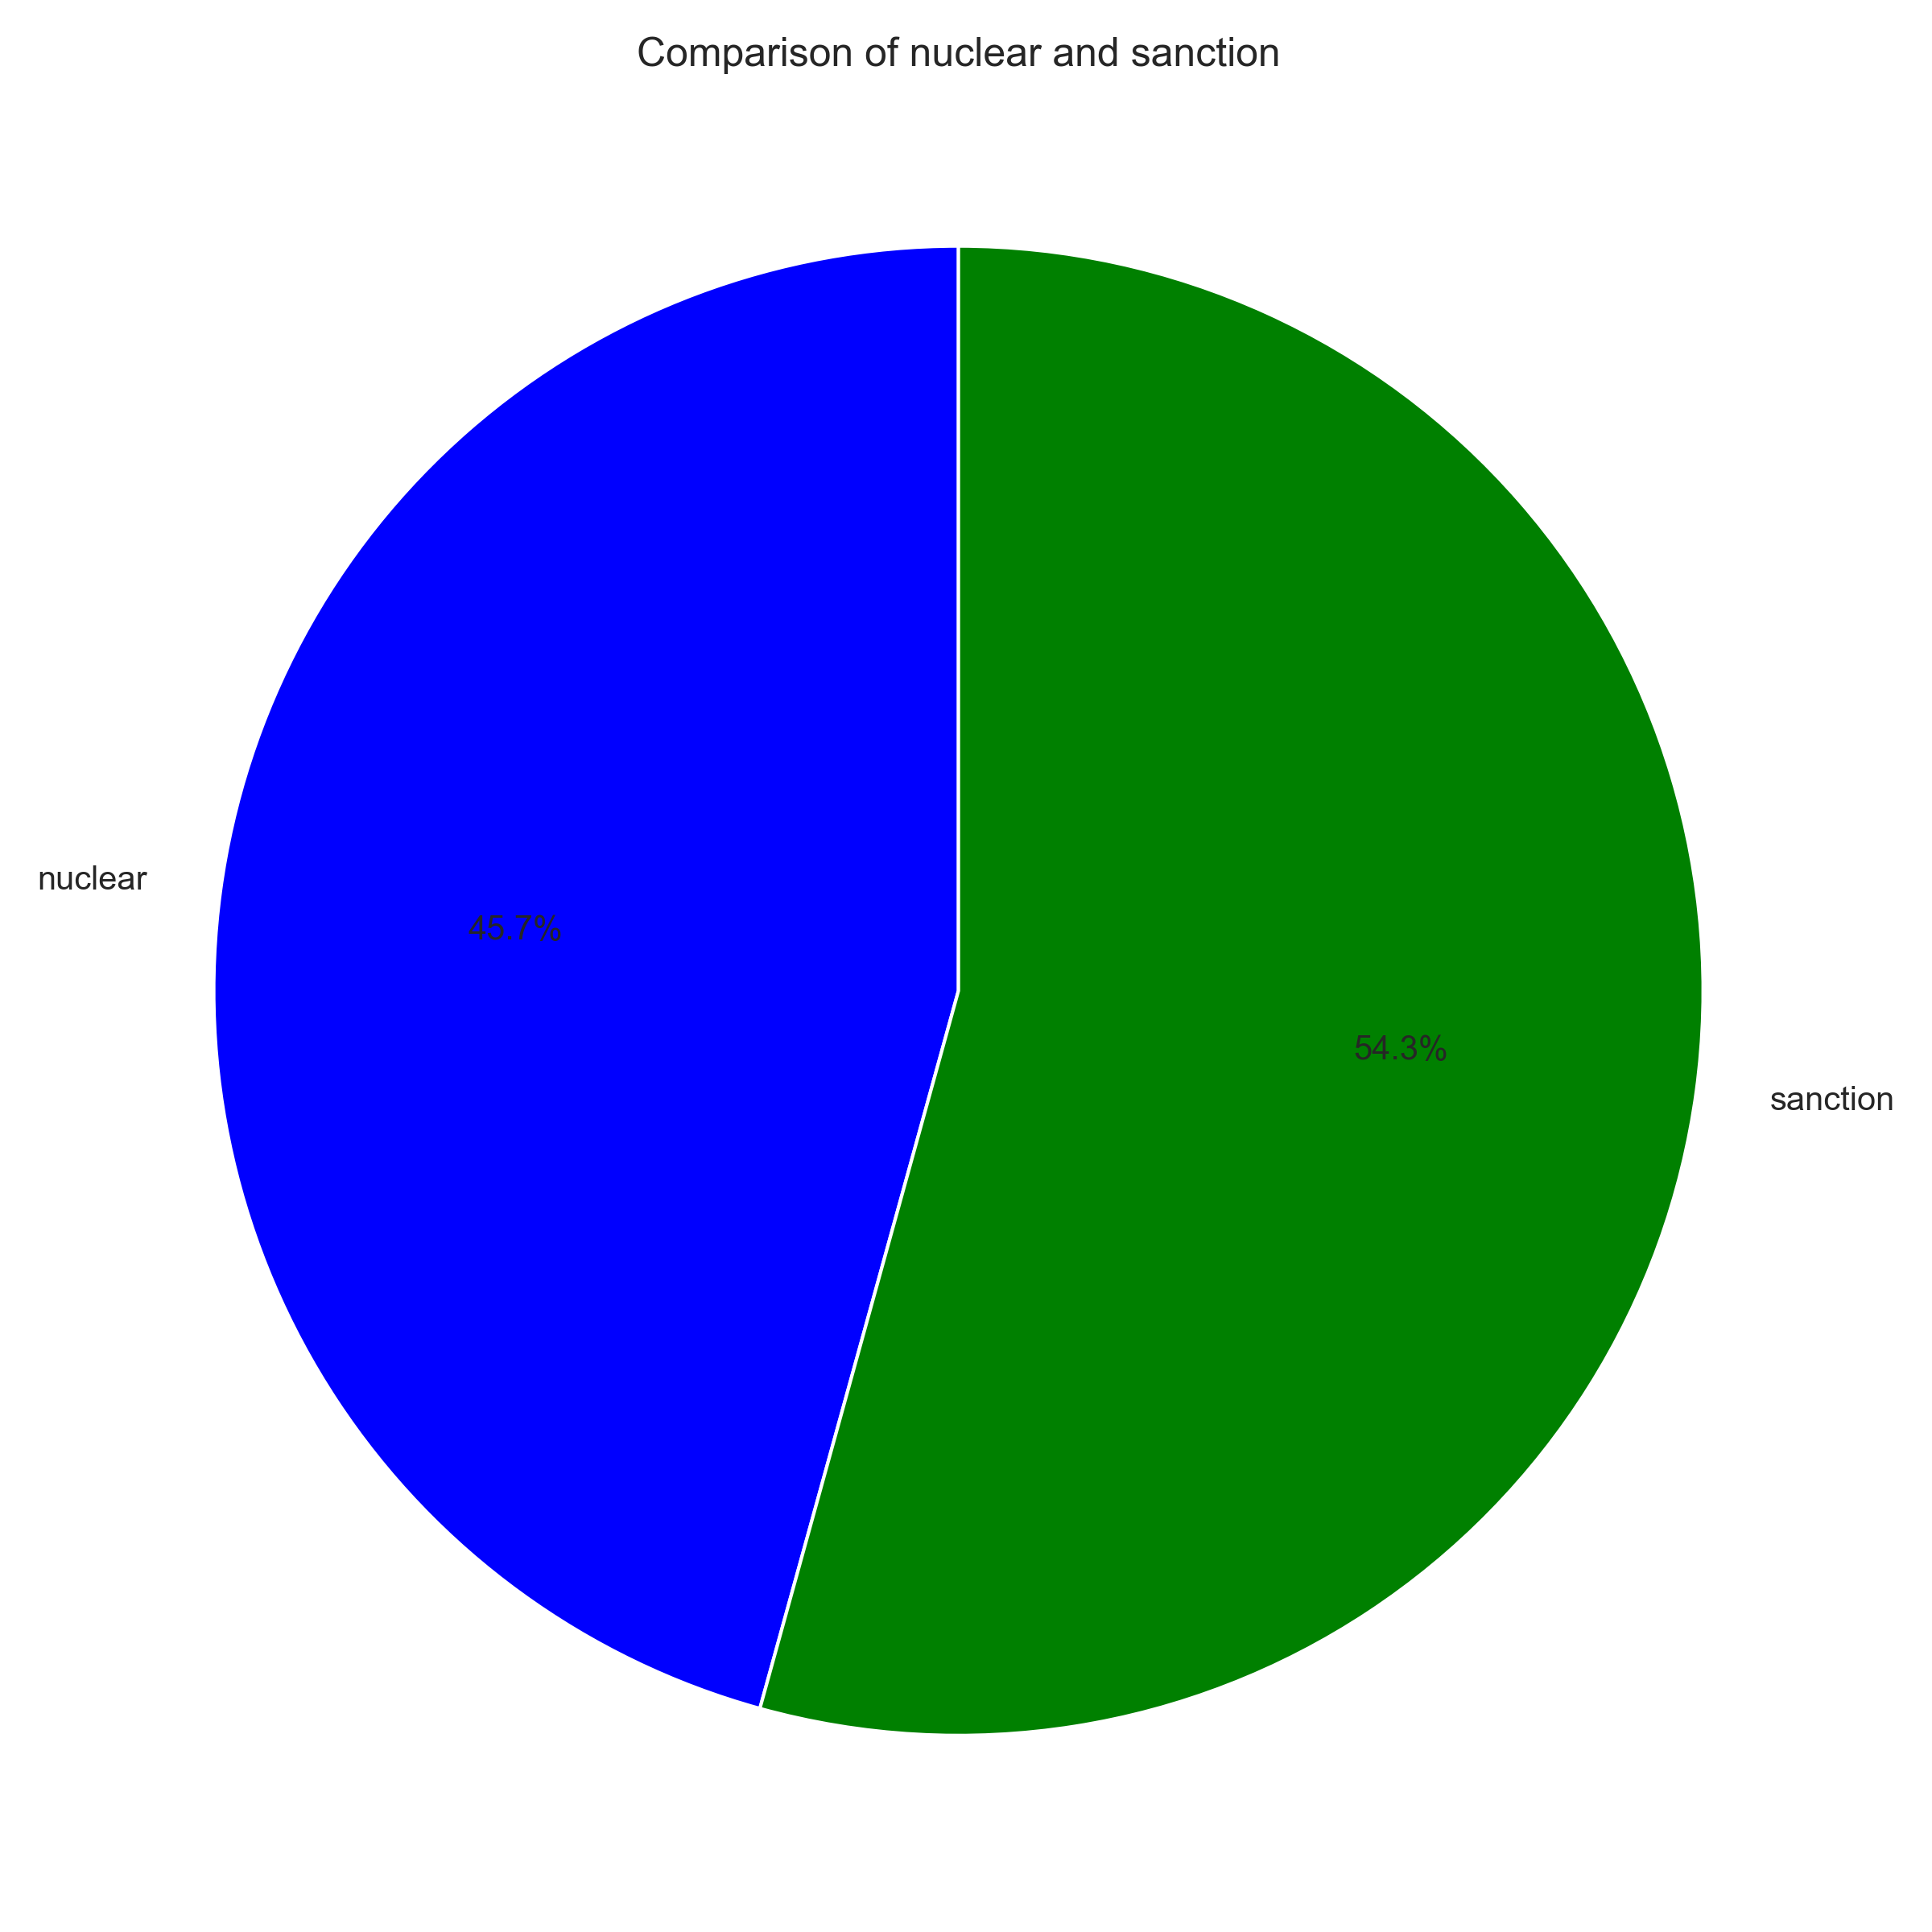 Comparison of nuclear and sanction
nuclear
45.7%
54.3%
sanction